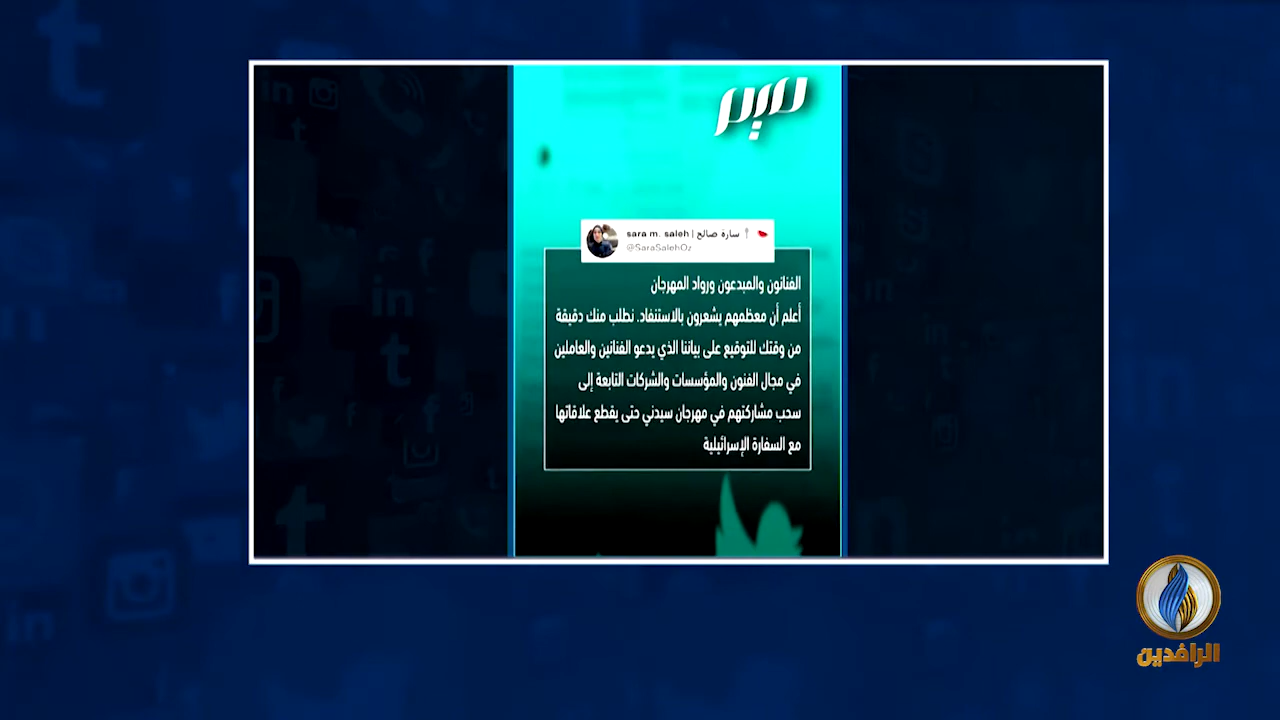 سارة صالح | sara m. saleh
@SaraSalehOz
الفنانون والمبدعون ورواد المهرجان
أعلم أن معظمهم يشعرون بالاستنفاد. نطلب منك دقيقة
من وقتك للتوقيع على بياننا الذي يدعو الفنانين والعاملين
في مجال الفنون والمؤسسات والشركات التابعة إلى
سحب مشاركتهم في مهرجان سيدني حتى يقطع علاقاتها
مع السفارة الإسرائيلية
الرافدين